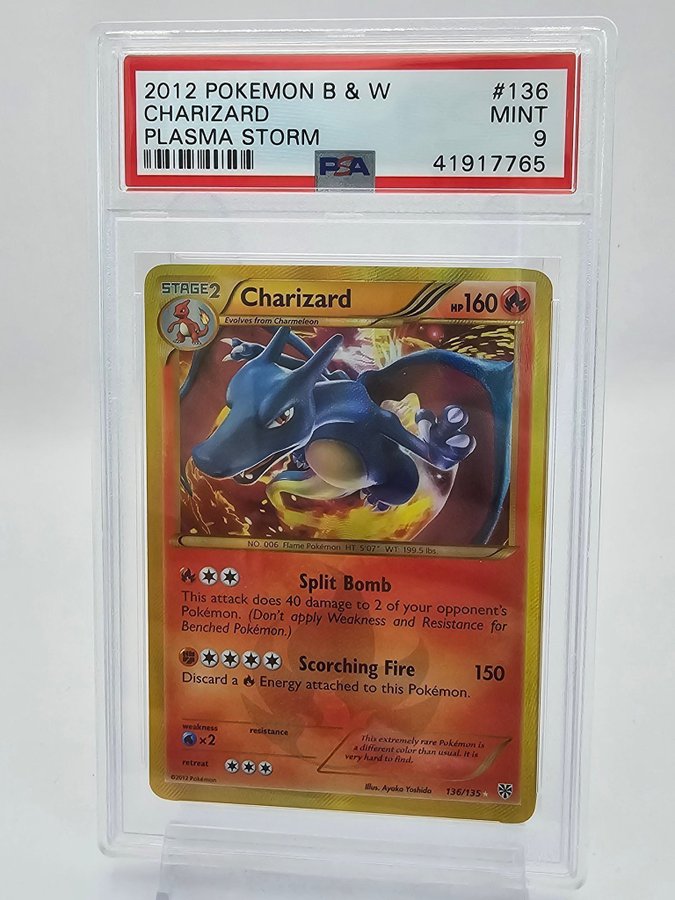 2012 POKEMON B & W #136
CHARIZARD MINT
PLASMA STORM 9
PSA 41917765
STAGE2 Charizard HP160
Evolves from Charmeleon
NO. 006 Flame Pokémon HT: 5'07" WT: 199.5 lbs.
Split Bomb
This attack does 40 damage to 2 of your opponent's
Pokémon. (Don't apply Weakness and Resistance for
Benched Pokémon.)
Scorching Fire 150
Discard a Energy attached to this Pokémon.
weakness resistance
×2
retreat
This extremely rare Pokémon is
a different color than usual. It is
very hard to find.
©2012 Pokémon
Illus. Ayaka Yoshida 136/135